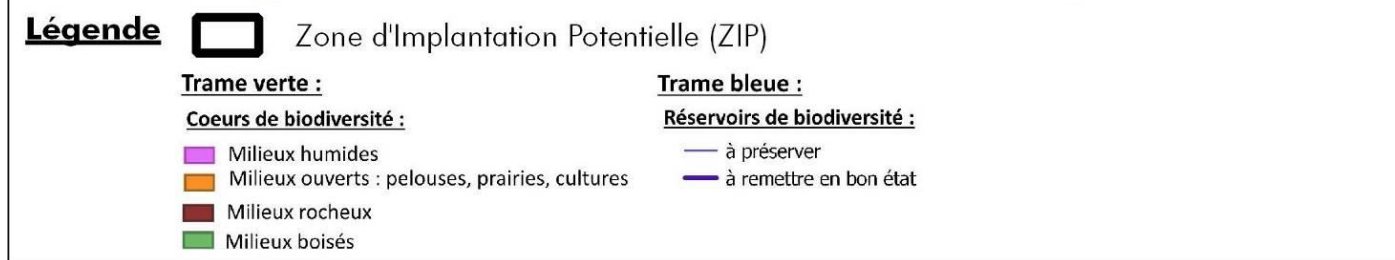 Légende Zone d'Implantation Potentielle (ZIP)
Trame verte :
Coeurs de biodiversité :
Milieux humides
Milieux ouverts : pelouses, prairies, cultures
Milieux rocheux
Milieux boisés
Trame bleue :
Réservoirs de biodiversité :
à préserver
à remettre en bon état